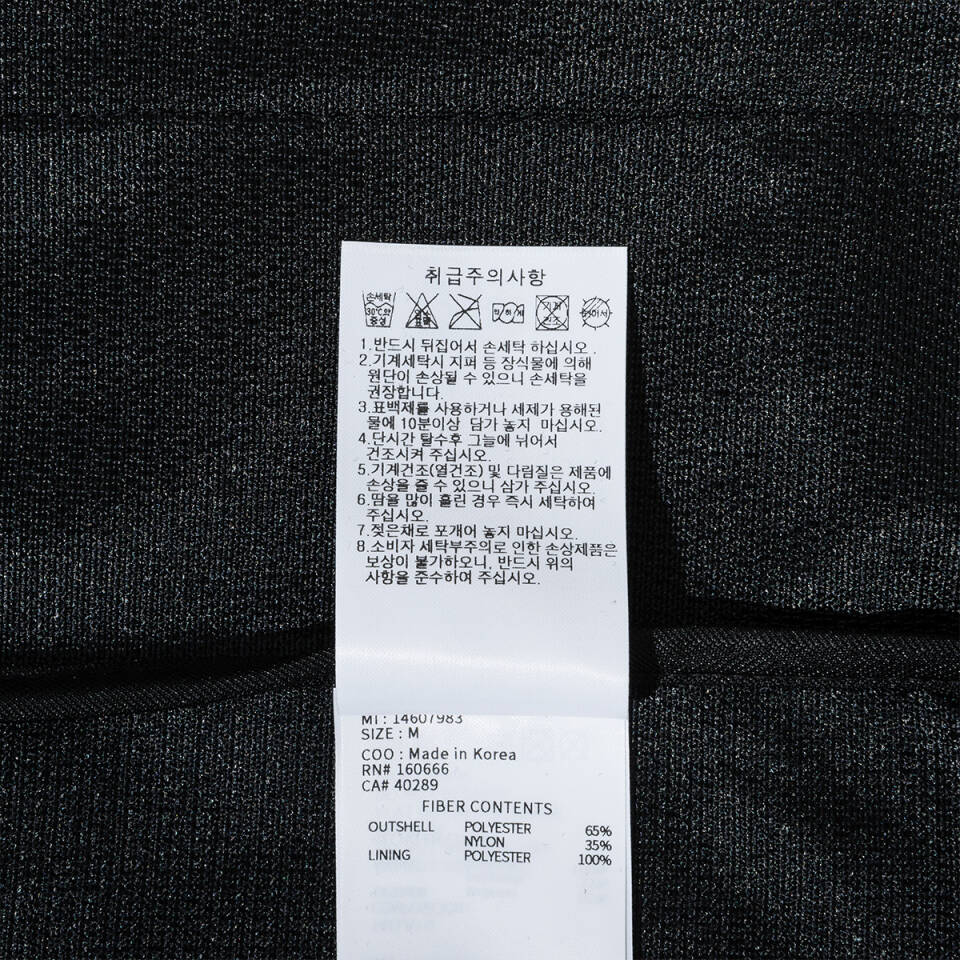 취급주의사항
손세탁
30℃약
중성
1.반드시 뒤집어서 손세탁 하십시오 .
2.기계세탁시 지퍼 등 장식물에 의해
원단이 손상될 수 있으니 손세탁을
권장합니다.
3.표백제를 사용하거나 세제가 용해된
물에 10분이상 담가 놓지 마십시오.
4.단시간 탈수후 그늘에 뉘어서
건조시켜 주십시오.
5.기계건조(열건조) 및 다림질은 제품에
손상을 줄 수 있으니 삼가 주십시오.
6.땀을 많이 흘린 경우 즉시 세탁하여
주십시오.
7.젖은채로 포개어 놓지 마십시오.
8.소비자 세탁부주의로 인한 손상제품은
보상이 불가하오니, 반드시 위의
사항을 준수하여 주십시오.
MT : 14607983
SIZE : M
COO : Made in Korea
RN# 160666
CA# 40289
FIBER CONTENTS
OUTSHELL POLYESTER 65%
NYLON 35%
LINING POLYESTER 100%